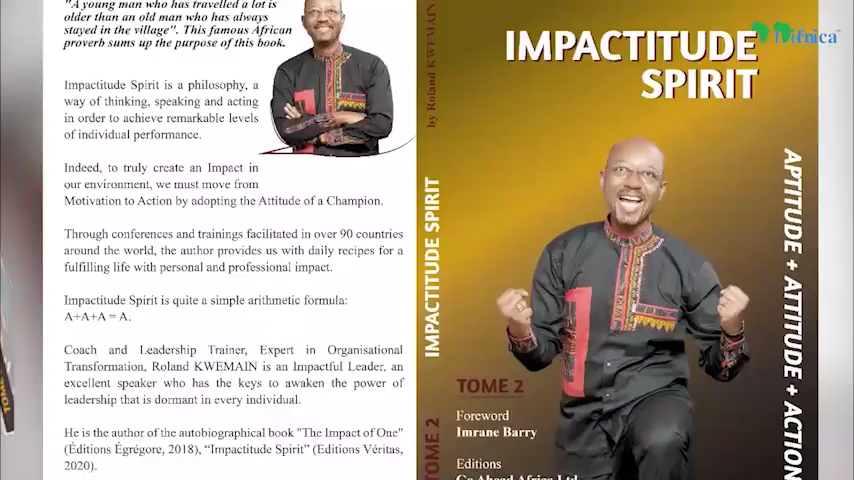 "A young man who has travelled a lot is
older than an old man who has always
stayed in the village". This famous African
proverb sums up the purpose of this book.
Impactitude Spirit is a philosophy, a
way of thinking, speaking and acting
in order to achieve remarkable levels
of individual performance.
Indeed, to truly create an Impact in
our environment, we must move from
Motivation to Action by adopting the Attitude of a Champion.
Through conferences and trainings facilitated in over 90 countries
around the world, the author provides us with daily recipes for a
fulfilling life with personal and professional impact.
Impactitude Spirit is quite a simple arithmetic formula:
A+A+A = A.
Coach and Leadership Trainer, Expert in Organisational
Transformation, Roland KWEMAIN is an Impactful Leader, an
excellent speaker who has the keys to awaken the power of
leadership that is dormant in every individual.
He is the author of the autobiographical book "The Impact of One"
(Éditions Égrégore, 2018), “Impactitude Spirit” (Editions Véritas,
2020).
by Roland KWEMAIN
IMPACTITUDE SPIRIT
TOME 2
IMPACTITUDE
SPIRIT
APTITUDE + ATTITUDE + ACTION
TOME 2
Foreword
Imrane Barry
Editions
Go Ahead Africa Ltd
TOME